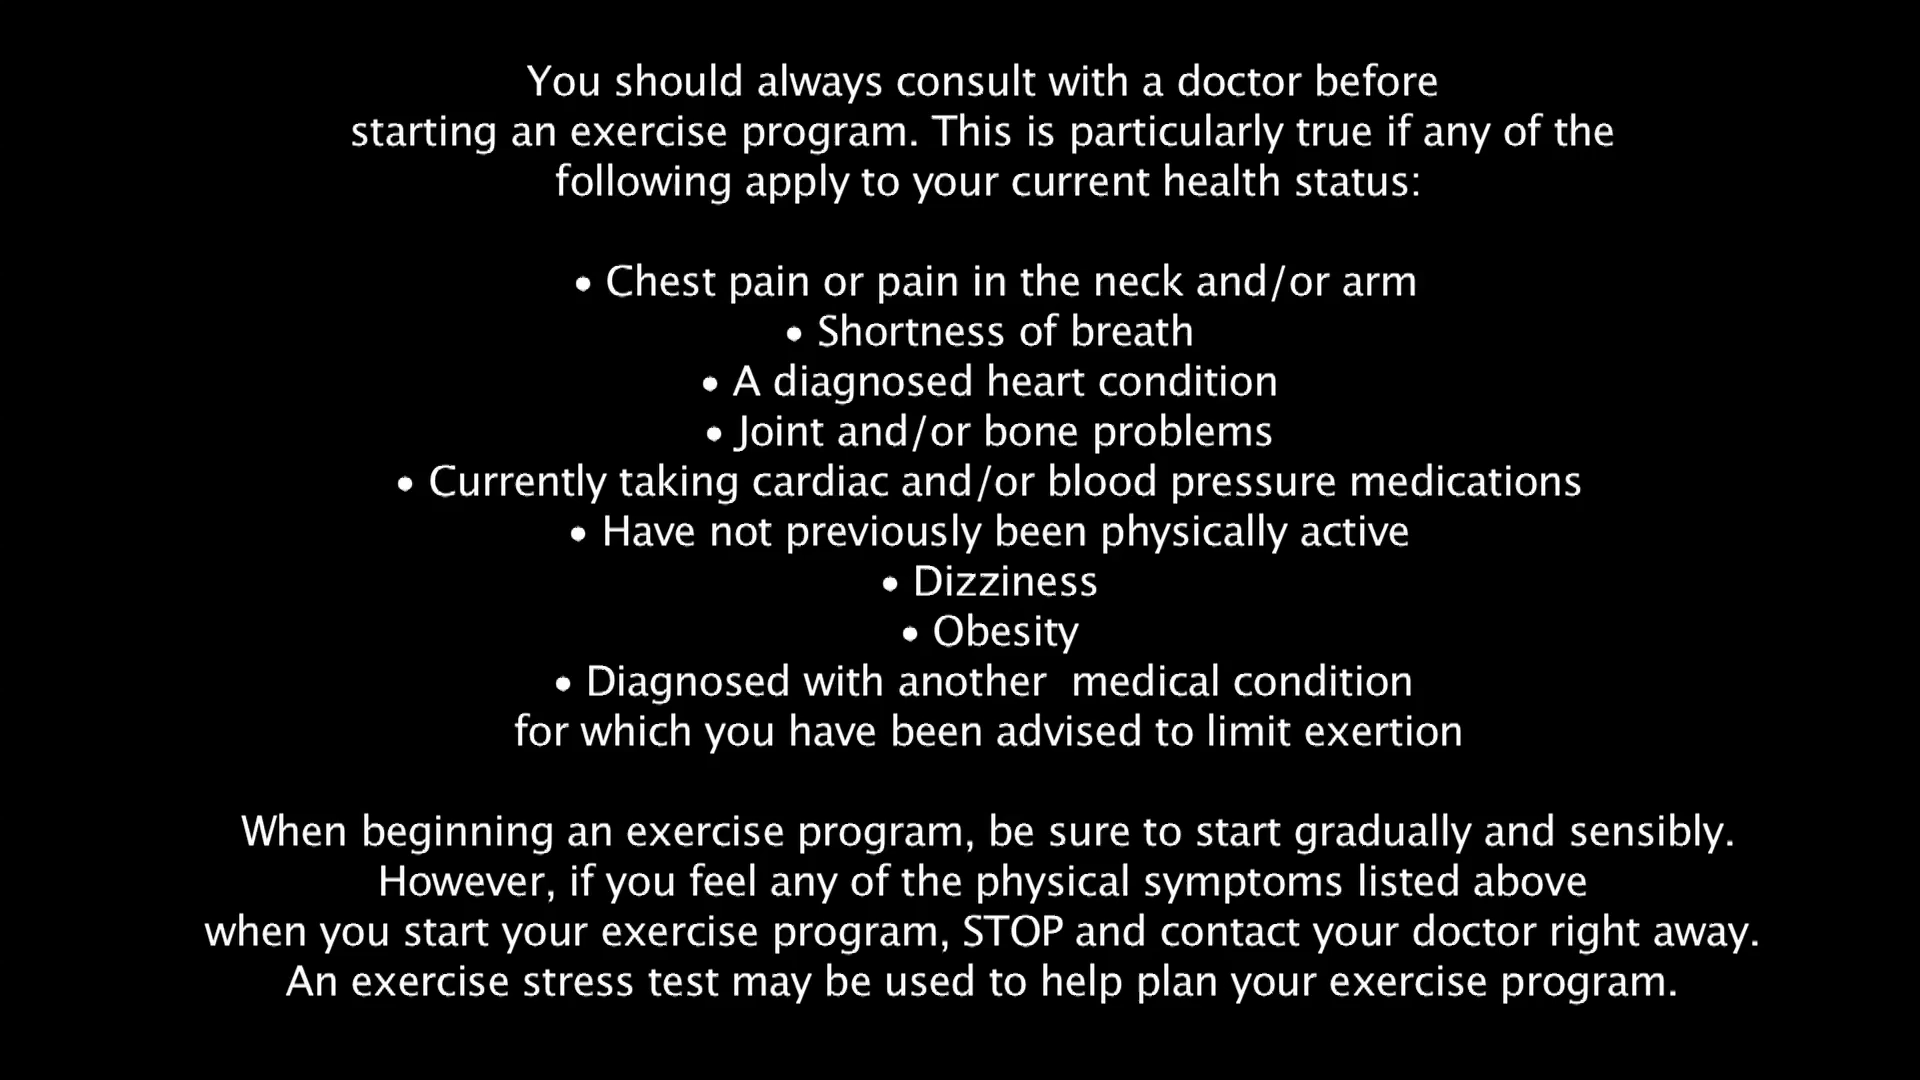 You should always consult with a doctor before
starting an exercise program. This is particularly true if any of the
following apply to your current health status:
• Chest pain or pain in the neck and/or arm
• Shortness of breath
• A diagnosed heart condition
• Joint and/or bone problems
• Currently taking cardiac and/or blood pressure medications
• Have not previously been physically active
• Dizziness
• Obesity
• Diagnosed with another  medical condition
for which you have been advised to limit exertion
When beginning an exercise program, be sure to start gradually and sensibly.
However, if you feel any of the physical symptoms listed above
when you start your exercise program, STOP and contact your doctor right away.
An exercise stress test may be used to help plan your exercise program.